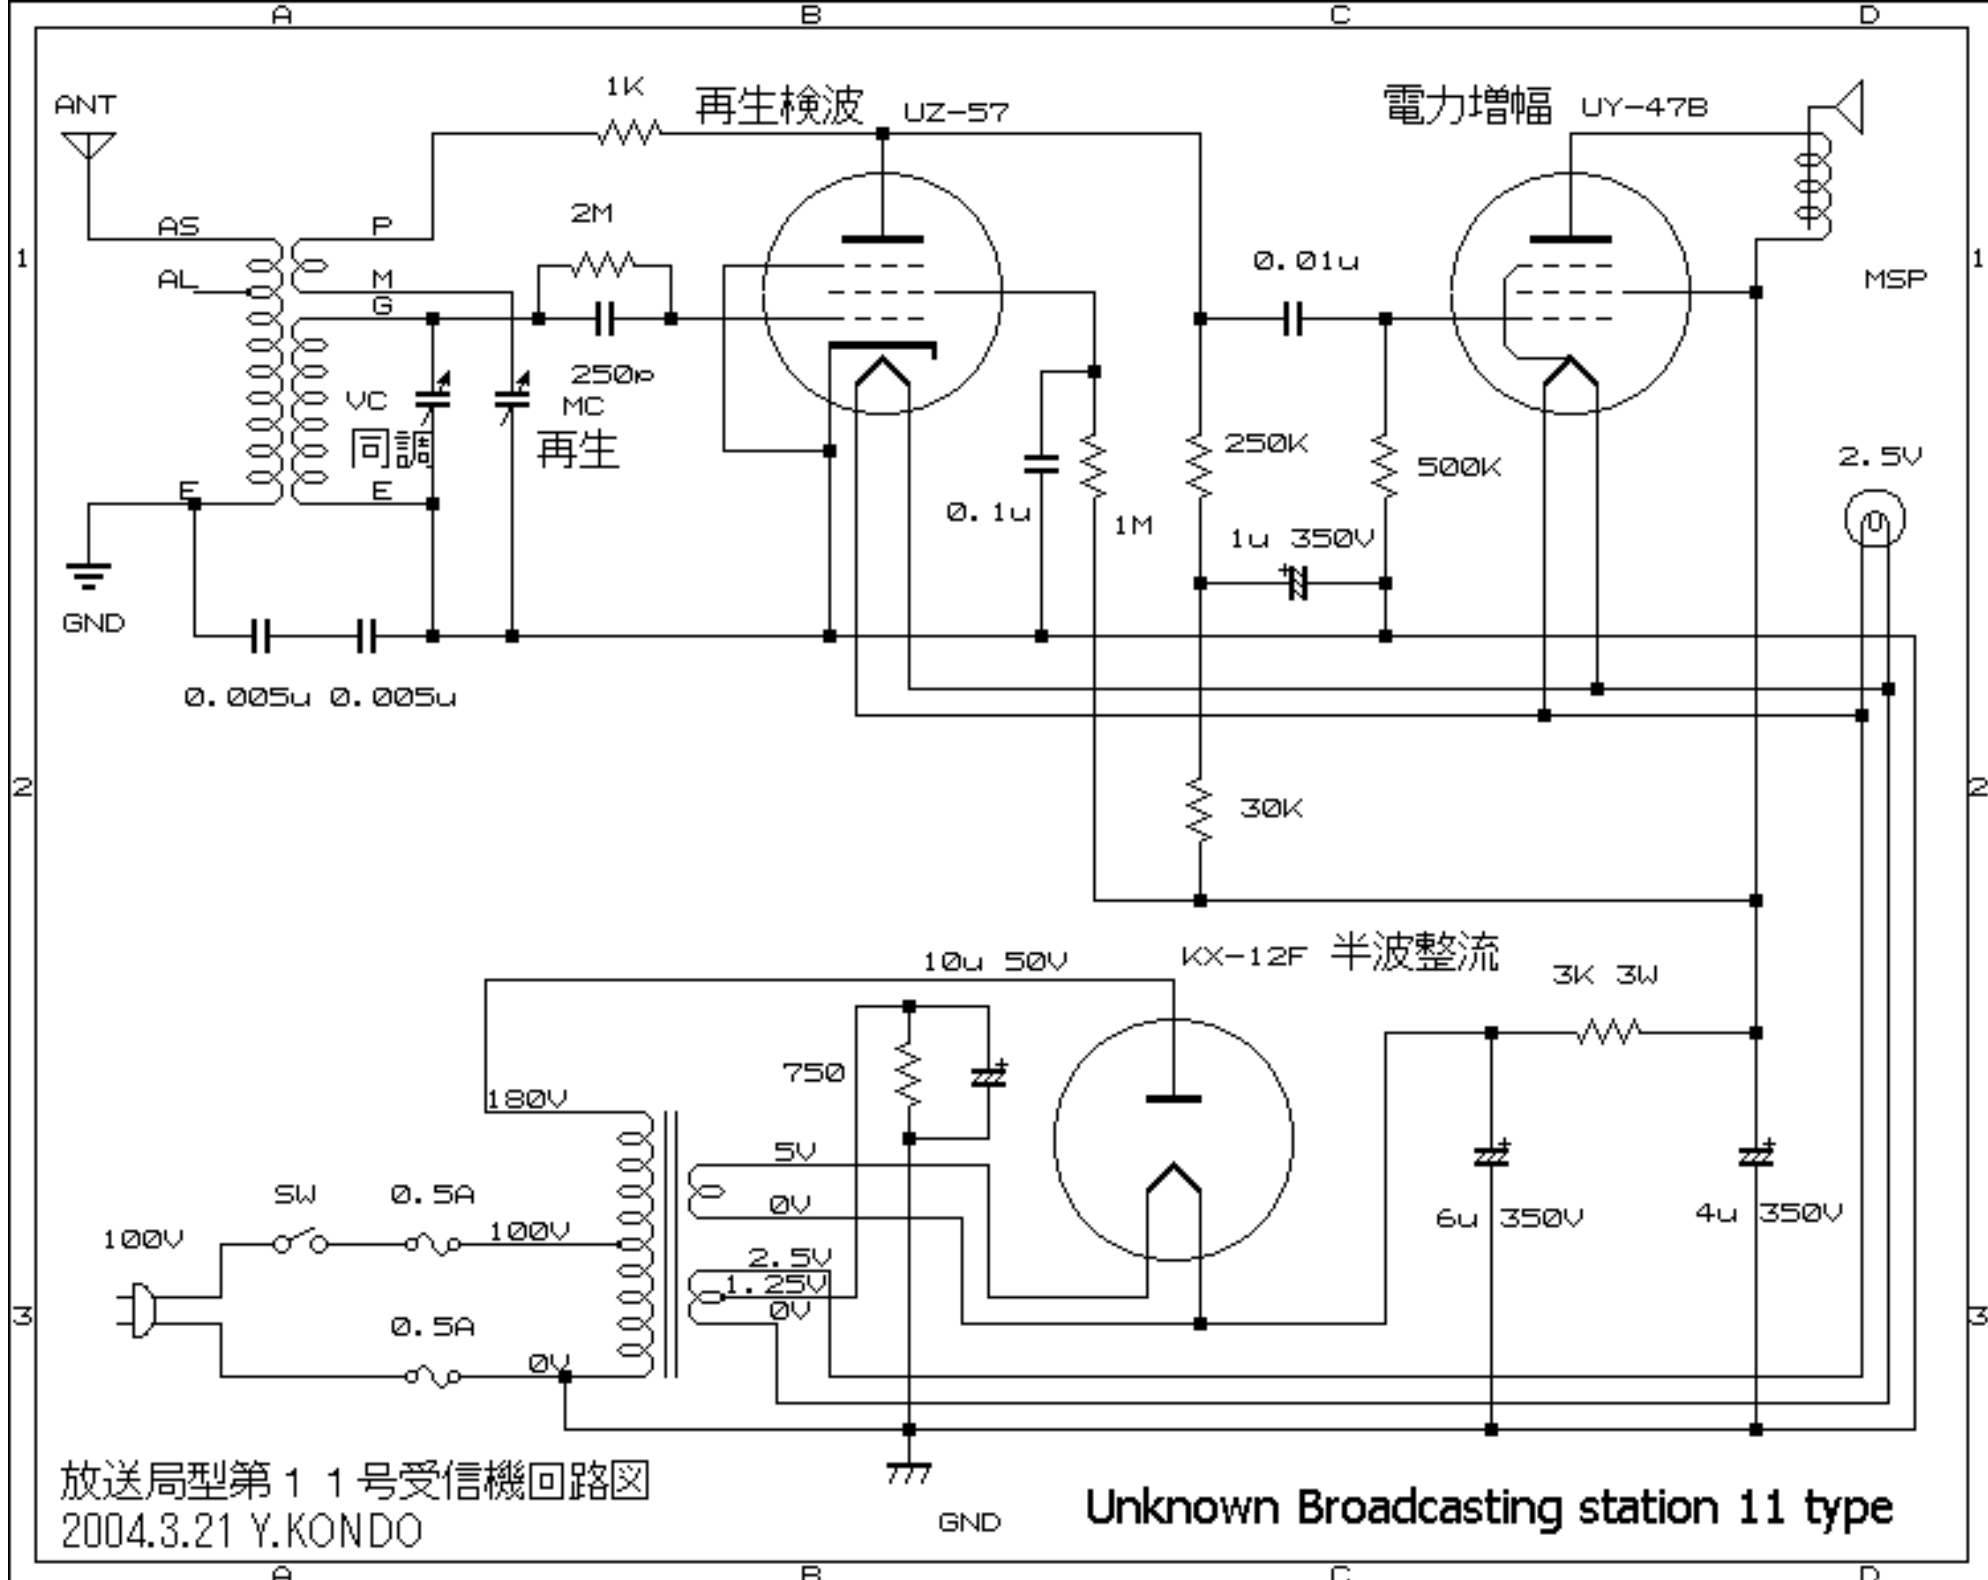 A B C D
1K
再生検波 UZ-57
電力増幅 UY-47B
ANT
2M
AS P
AL M
G
1 1
0.01u
MSP
250p
VC MC
同調 再生
250K
500K
2.5V
E E
0.1u
1M
1u 350V
GND
0.005u 0.005u
2 2
30K
10u 50V
KX-12F 半波整流
3K 3W
750
180V
5V
SW 0.5A
0V
6u 350V
4u 350V
100V
100V
2.5V
1.25V
0V
3 3
0.5A
0V
放送局型第11号受信機回路図
2004.3.21 Y.KONDO
GND
Unknown Broadcasting station 11 type
A B C D